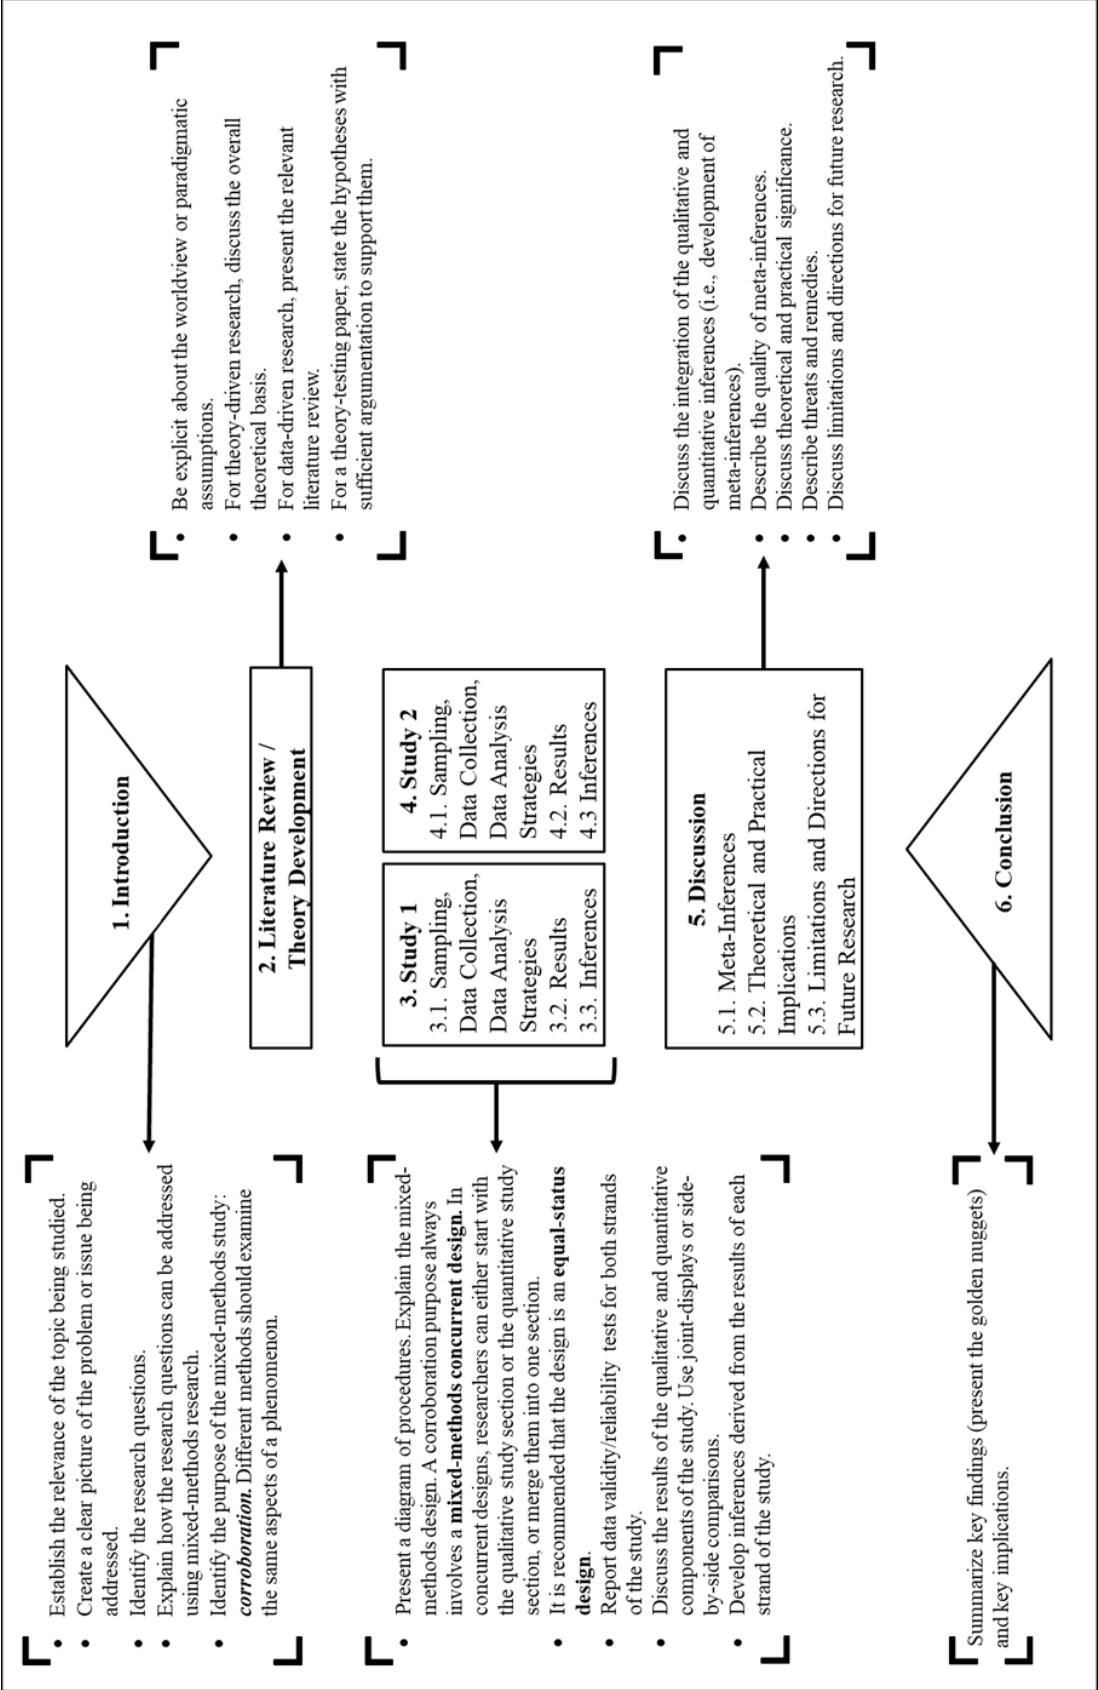 1. Introduction
Establish the relevance of the topic being studied.
Create a clear picture of the problem or issue being
addressed.
Identify the research questions.
Explain how the research questions can be addressed
using mixed-methods research.
Identify the purpose of the mixed-methods study:
corroboration. Different methods should examine
the same aspects of a phenomenon.
2. Literature Review /
Theory Development
Be explicit about the worldview or paradigmatic
assumptions.
For theory-driven research, discuss the overall
theoretical basis.
For data-driven research, present the relevant
literature review.
For a theory-testing paper, state the hypotheses with
sufficient argumentation to support them.
3. Study 1
3.1. Sampling,
Data Collection,
Data Analysis
Strategies
3.2. Results
3.3. Inferences
4. Study 2
4.1. Sampling,
Data Collection,
Data Analysis
Strategies
4.2. Results
4.3 Inferences
Present a diagram of procedures. Explain the mixed-
methods design. A corroboration purpose always
involves a mixed-methods concurrent design. In
concurrent designs, researchers can either start with
the qualitative study section or the quantitative study
section, or merge them into one section.
It is recommended that the design is an equal-status
design.
Report data validity/reliability tests for both strands
of the study.
Discuss the results of the qualitative and quantitative
components of the study. Use joint-displays or side-
by-side comparisons.
Develop inferences derived from the results of each
strand of the study.
5. Discussion
5.1. Meta-Inferences
5.2. Theoretical and Practical
Implications
5.3. Limitations and Directions for
Future Research
Discuss the integration of the qualitative and
quantitative inferences (i.e., development of
meta-inferences).
Describe the quality of meta-inferences.
Discuss theoretical and practical significance.
Describe threats and remedies.
Discuss limitations and directions for future research.
6. Conclusion
Summarize key findings (present the golden nuggets)
and key implications.